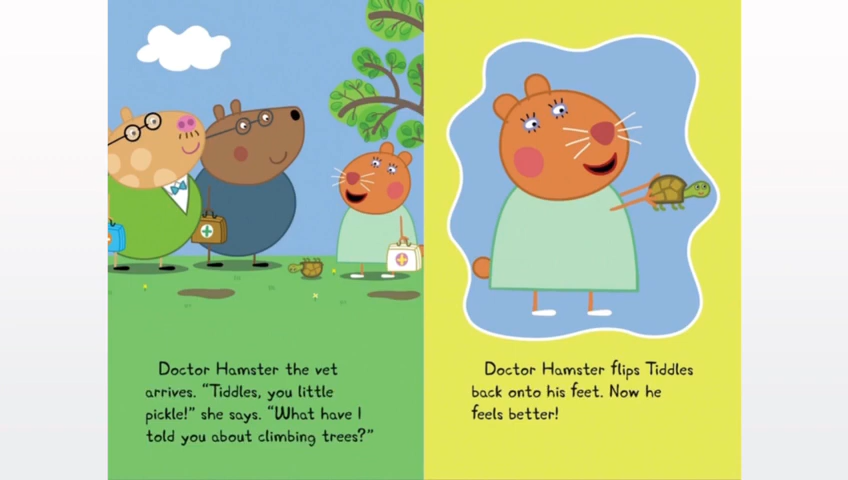 Doctor Hamster the vet
arrives. “Tiddles, you little
pickle!” she says. “What have I
told you about climbing trees?”
Doctor Hamster flips Tiddles
back onto his feet. Now he
feels better!